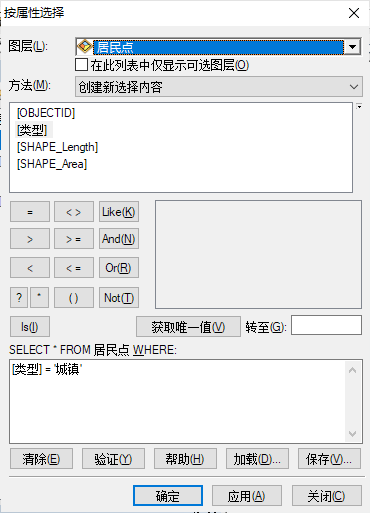 按属性选择
图层(L): 居民点
在此列表中仅显示可选图层(O)
方法(M): 创建新选择内容
[OBJECTID]
[类型]
[SHAPE_Length]
[SHAPE_Area]
= < > Like(K)
> > = And(N)
< < = Or(R)
? * ( ) Not(T)
Is(I) 获取唯一值(V) 转至(G):
SELECT * FROM 居民点 WHERE:
[类型] = '城镇'
清除(E) 验证(Y) 帮助(H) 加载(D)... 保存(V)...
确定 应用(A) 关闭(C)